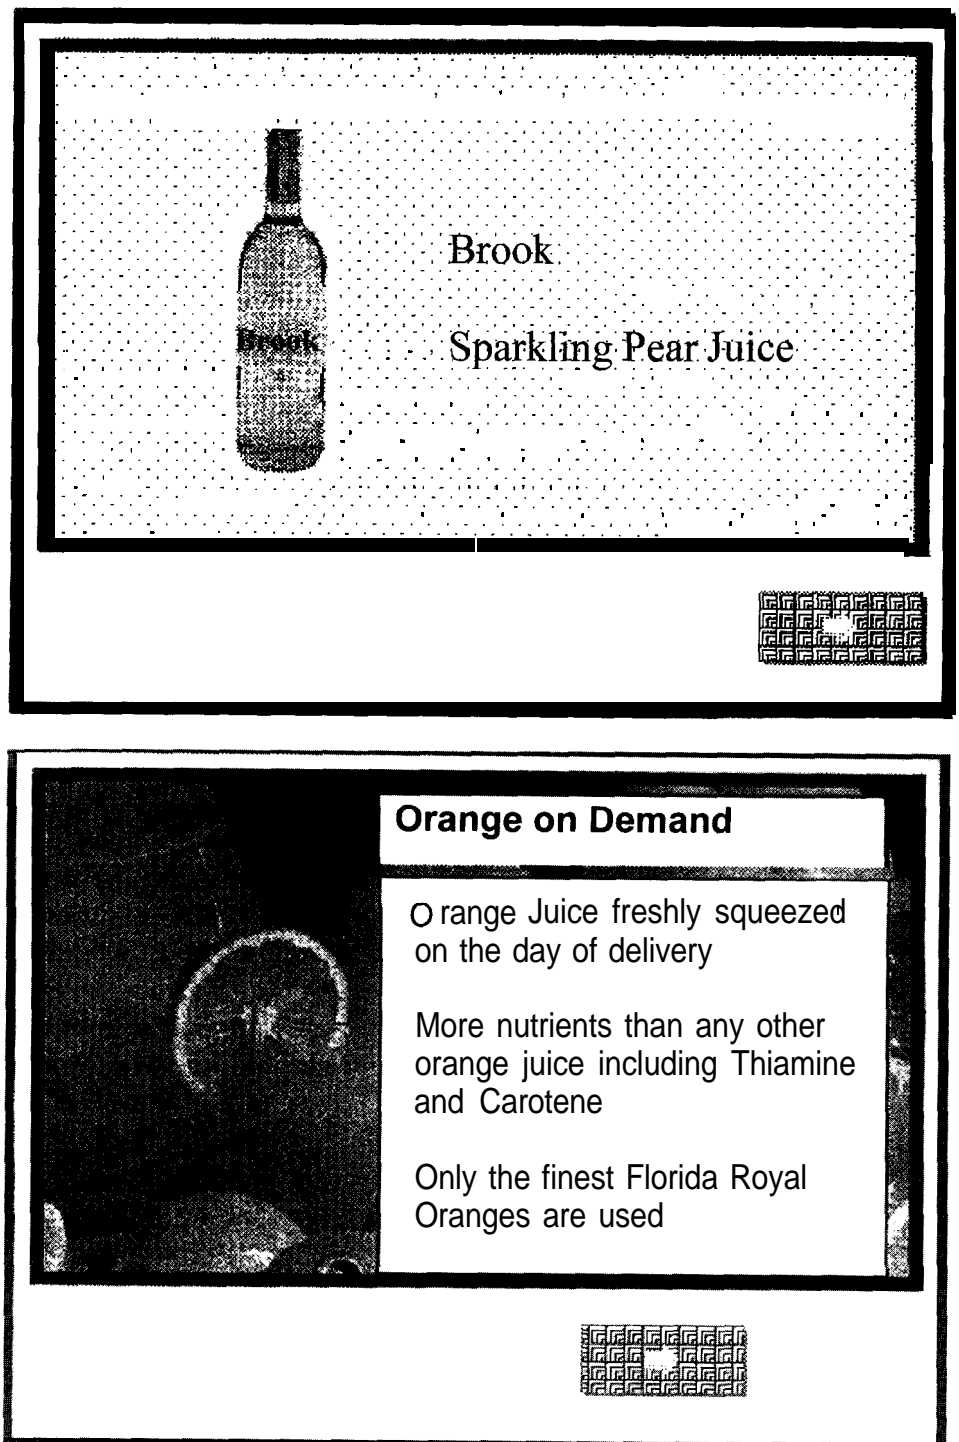 Brook
Brook
Sparkling Pear Juice
Orange on Demand
Orange Juice freshly squeezed
on the day of delivery
More nutrients than any other
orange juice including Thiamine
and Carotene
Only the finest Florida Royal
Oranges are used